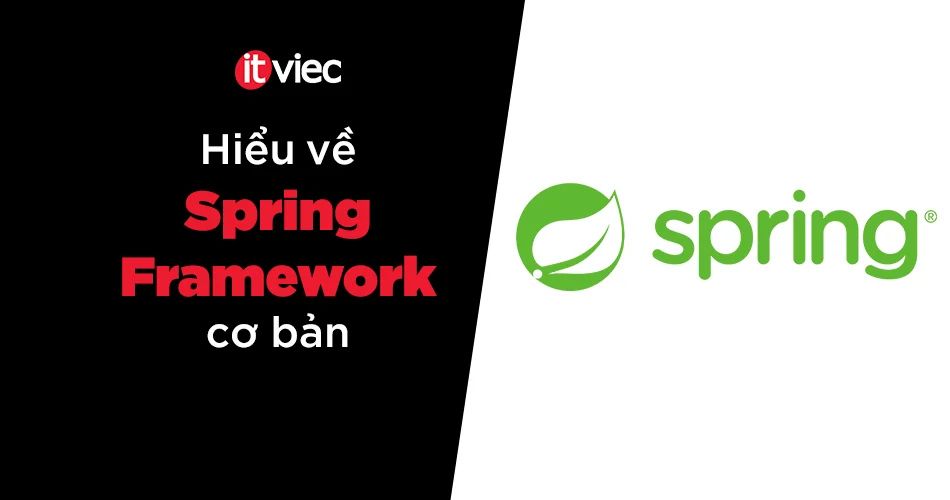 itviec
Hiểu về
Spring
Framework
cơ bản
spring®